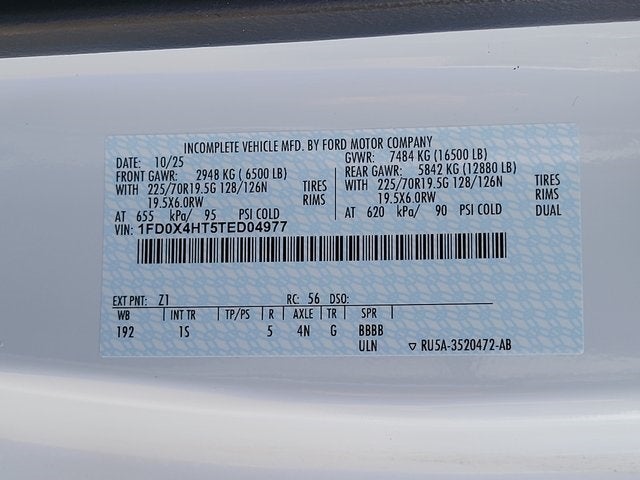 INCOMPLETE VEHICLE MFD. BY FORD MOTOR COMPANY
DATE: 10/25 GVWR: 7484 KG (16500 LB)
FRONT GAWR: 2948 KG ( 6500 LB) REAR GAWR: 5842 KG (12880 LB)
WITH 225/70R19.5G 128/126N TIRES WITH 225/70R19.5G 128/126N TIRES
19.5X6.0RW RIMS 19.5X6.0RW RIMS
AT 655 kPa/ 95 PSI COLD AT 620 kPa/ 90 PSI COLD DUAL
VIN: 1FD0X4HT5TED04977
EXT PNT: Z1 RC: 56 DSO:
WB INT TR TP/PS R AXLE TR SPR
192 1S 5 4N G BBBB
ULN ▽ RU5A-3520472-AB